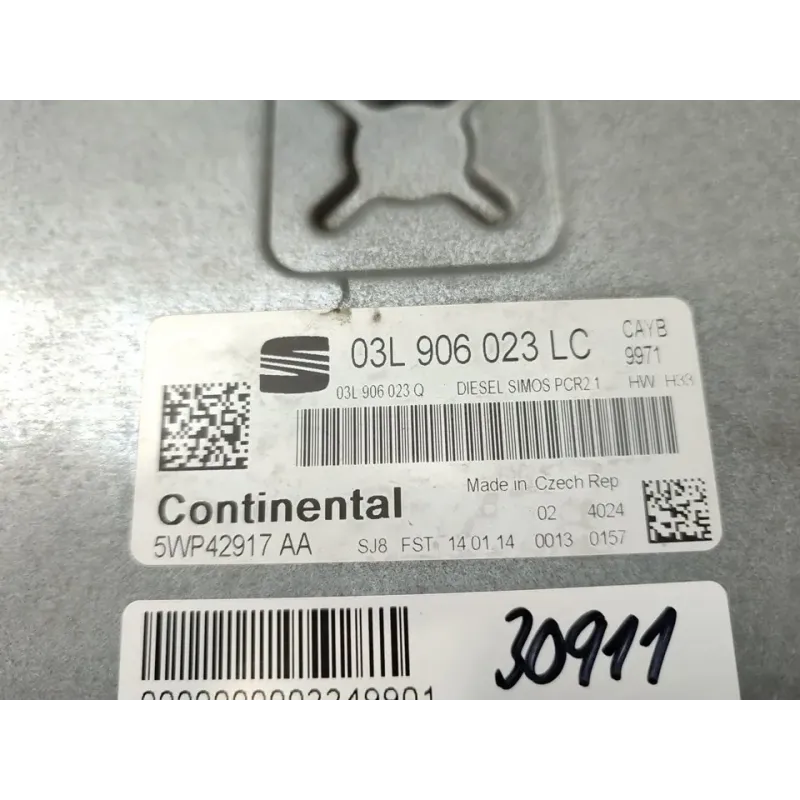 03L 906 023 LC
CAYB
9971
03L 906 023 Q DIESEL SIMOS PCR2 1 HW H33
Made in Czech Rep
Continental
02 4024
5WP42917 AA SJ8 FST 14 01.14 0013 0157
30911